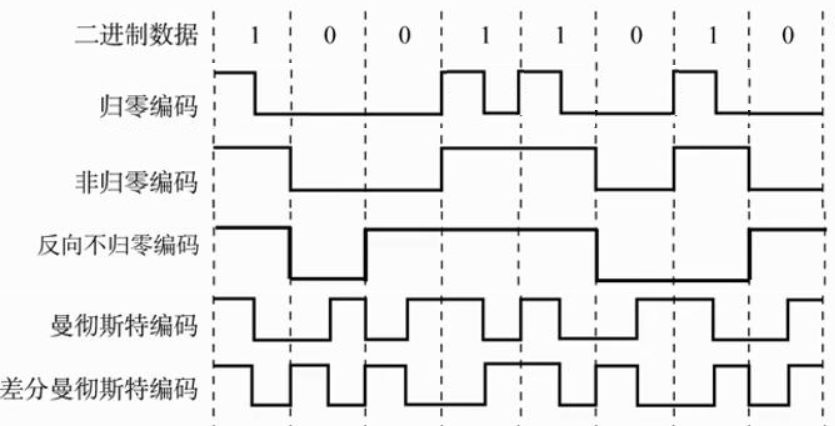 二进制数据 1 0 0 1 1 0 1 0
归零编码
非归零编码
反向不归零编码
曼彻斯特编码
差分曼彻斯特编码